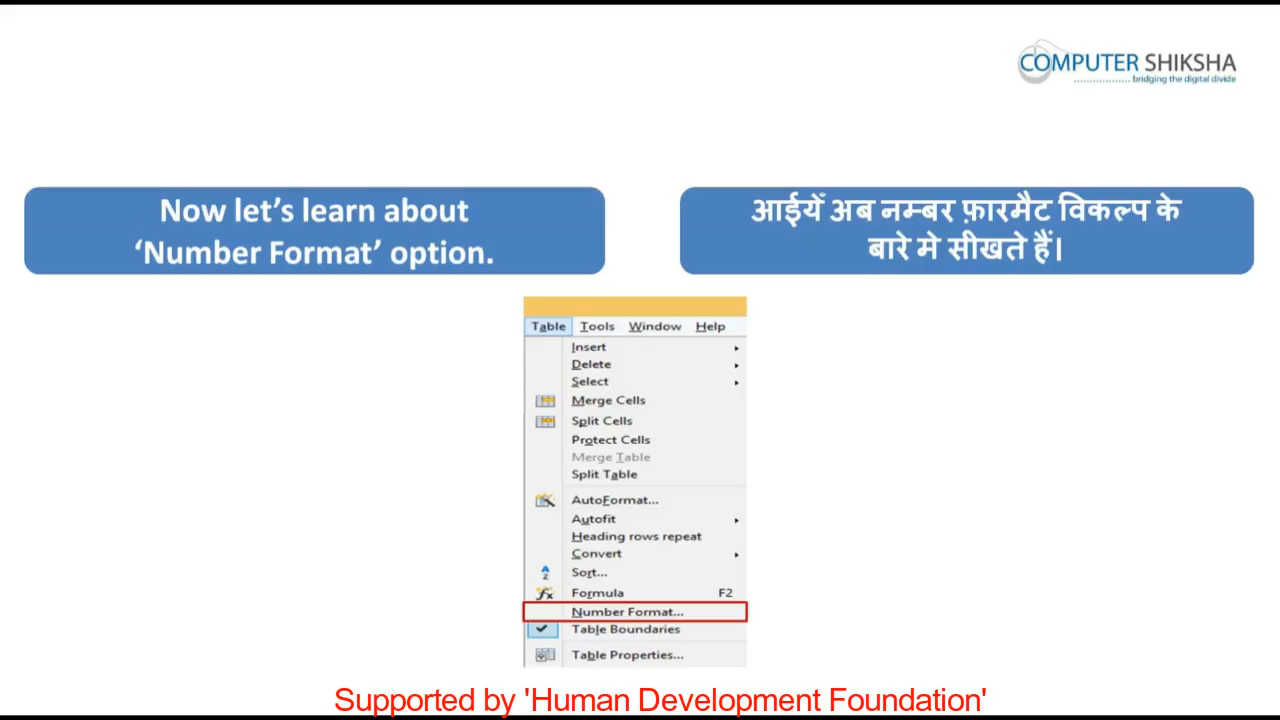 COMPUTER SHIKSHA
bridging the digital divide
Now let's learn about
'Number Format' option.
आईयेँ अब नम्बर फ़ारमैट विकल्प के
बारे मे सीखते हैं।
Table Tools Window Help
Insert
Delete
Select
Merge Cells
Split Cells
Protect Cells
Merge Table
Split Table
AutoFormat...
Autofit
Heading rows repeat
Convert
Sort...
Formula F2
Number Format...
Table Boundaries
Table Properties...
Supported by 'Human Development Foundation'